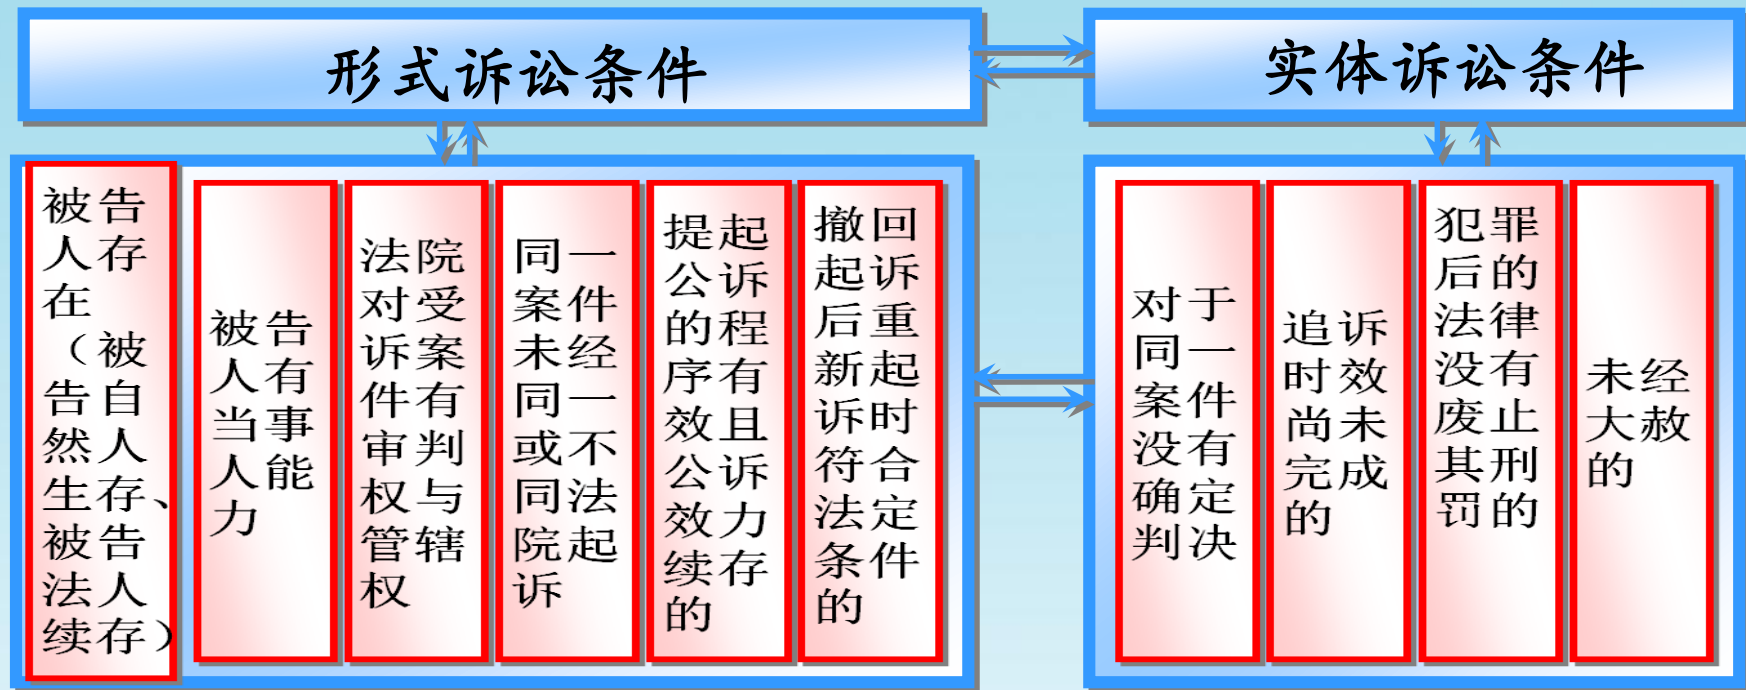 形式诉讼条件
实体诉讼条件
被告
人存
在
（被
告自
然人
生存、
被告
法人
续存）
被告
人有
当事
人能
力
法院
对受
诉案
件有
审判
权与
管辖
权
同一
案件
未经
同一
或不
同法
院起
诉
提起
公诉
的程
序有
效且
公诉
效力
续存
的
撤回
起诉
后重
新起
诉时
符合
法定
条件
的
对于
同一
案件
没有
确定
判决
追诉
时效
尚未
完成
的
犯罪
后的
法律
没有
废止
其刑
罚的
未经
大赦
的